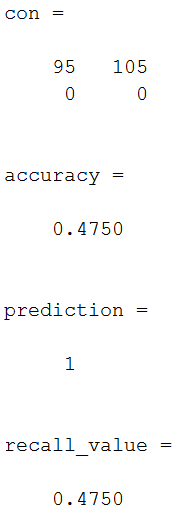 con =
95 105
0 0
accuracy =
0.4750
prediction =
1
recall_value =
0.4750